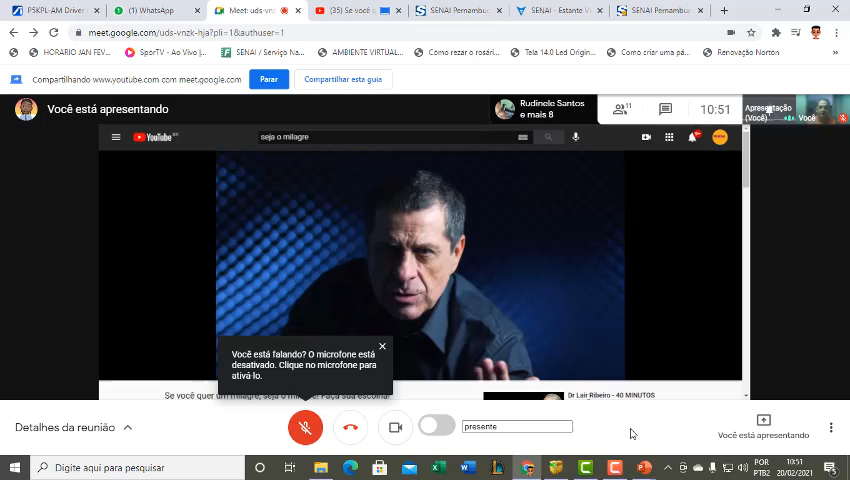 P5KPL-AM Driver
(1) WhatsApp
Meet: uds-vnz
(35) Se você q
SENAI Pernambuc
SENAI - Estante V
SENAI Pernambuc
meet.google.com/uds-vnzk-hja?pli=1&authuser=1
HORARIO JAN FEV...
SporTV - Ao Vivo |...
SENAI / Serviço Na...
AMBIENTE VIRTUAL...
Como rezar o rosári...
Tela 14.0 Led Origin...
Como criar uma pá...
Renovação Norton
Compartilhando www.youtube.com com meet.google.com
Parar
Compartilhar esta guia
Você está apresentando
Rudinele Santos
e mais 8
11
10:51
Apresentação
(Você)
Você
YouTube BR
seja o milagre
9+
Você está falando? O microfone está
desativado. Clique no microfone para
ativá-lo.
Se você quer um milagre, seja o milagre! Faça sua escolha!
Dr Lair Ribeiro - 40 MINUTOS
Detalhes da reunião
presente
Você está apresentando
Digite aqui para pesquisar
POR
PTB2
10:51
20/02/2021
5